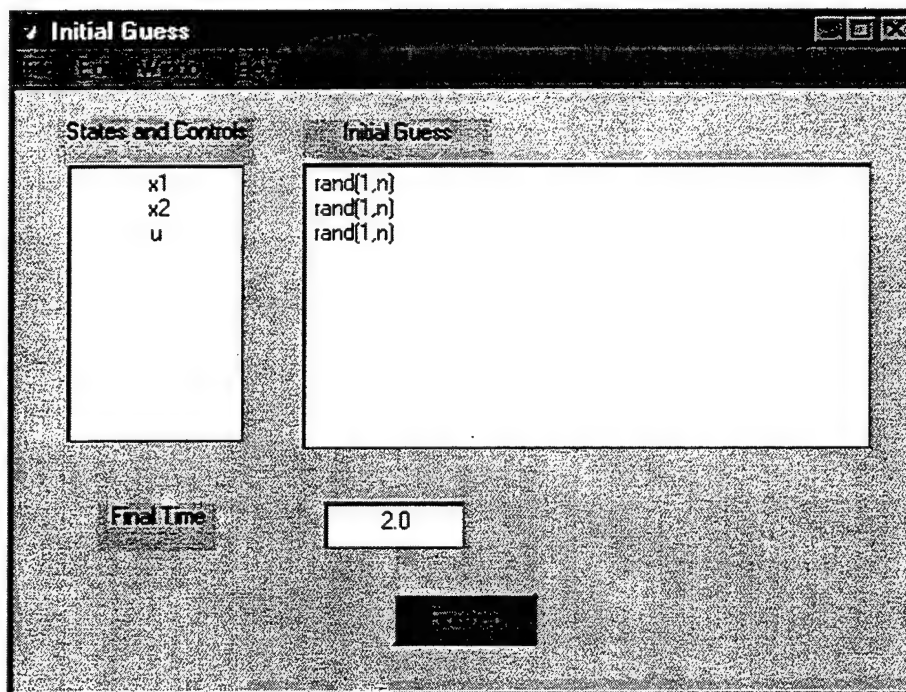 Initial Guess
States and Controls
Initial Guess
x1
rand(1,n)
x2
rand(1,n)
u
rand(1,n)
Final Time
2.0